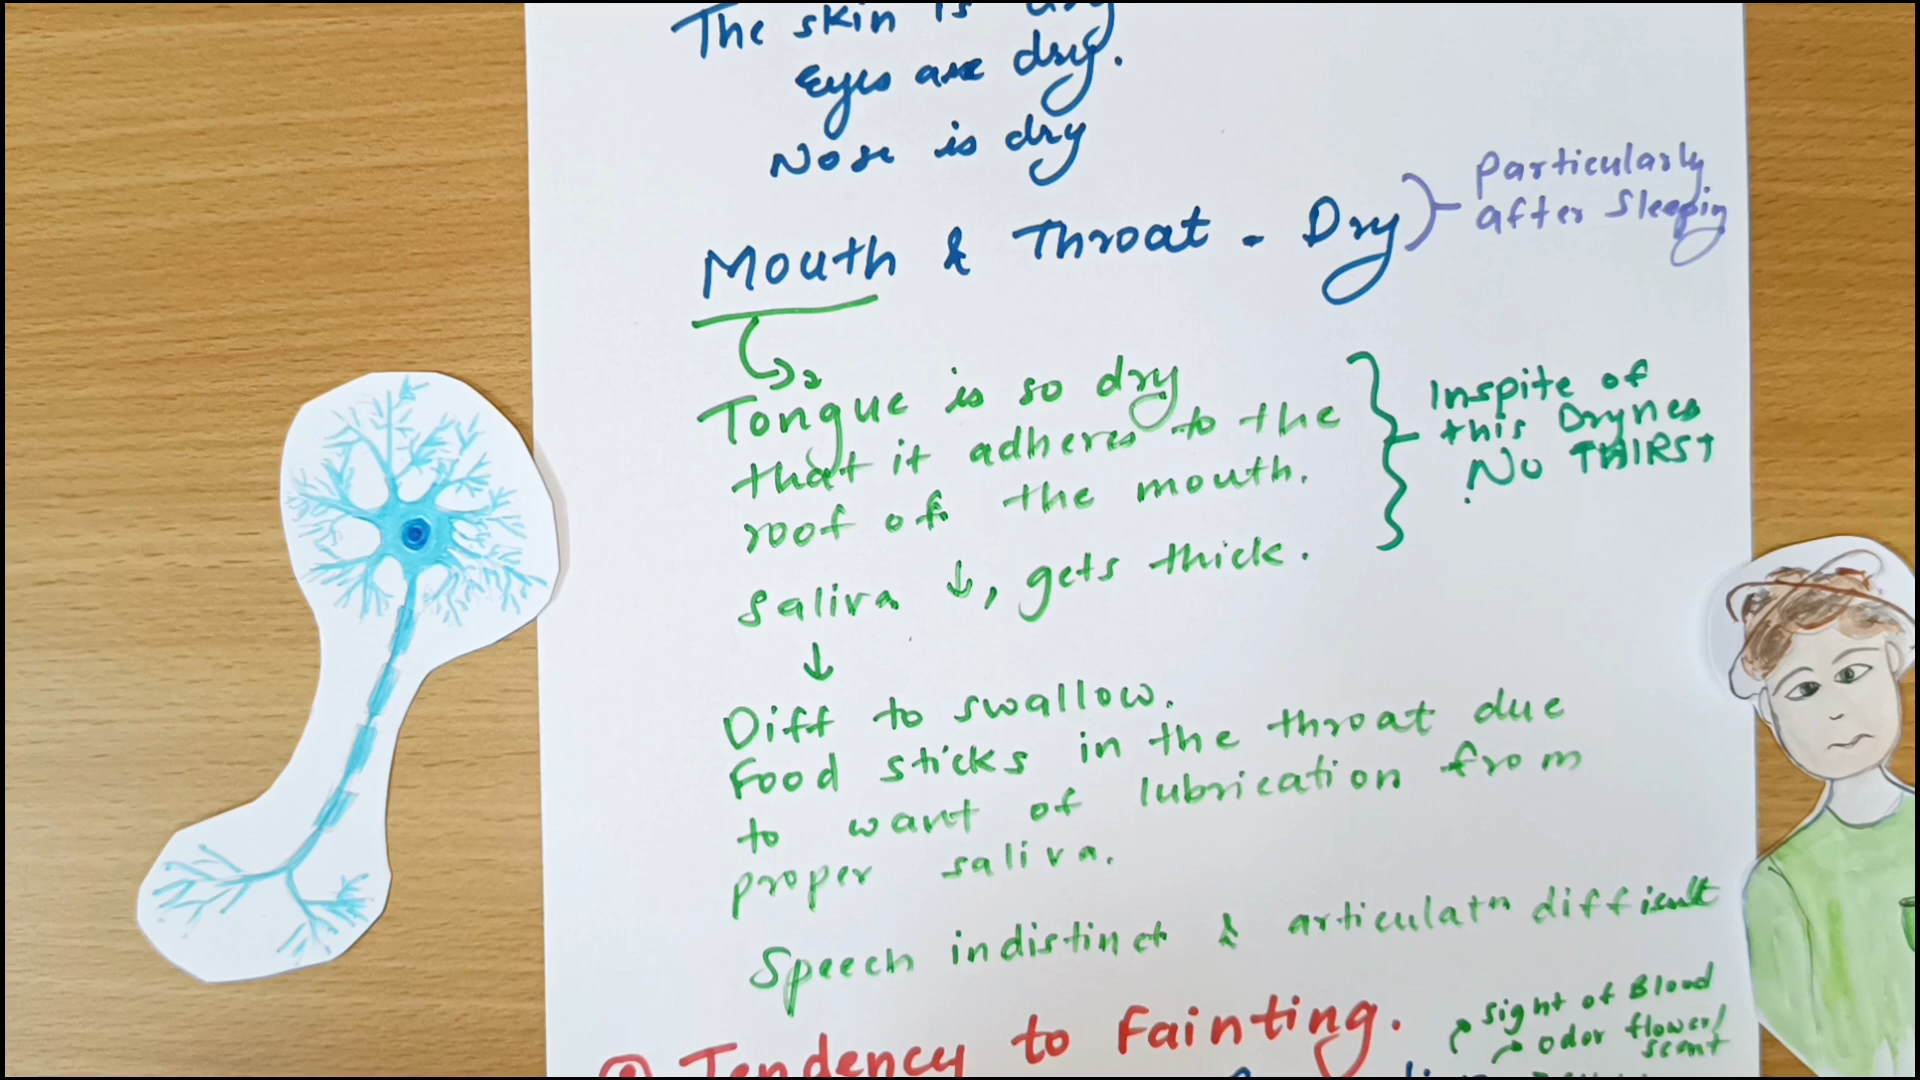 The skin is dry
Eyes are dry.
Nose is dry
Mouth & Throat - Dry
Particularly
after Sleeping
Tongue is so dry
that it adheres to the
roof of the mouth.
Inspite of
this Drynes
No THIRST
Saliva ↓, gets thick.
↓
Diff to swallow.
Food sticks in the throat due
to want of lubrication from
proper saliva.
Speech indistinct & articulatn difficult
Tendency to Fainting.
sight of Blood
odor flower/
scent